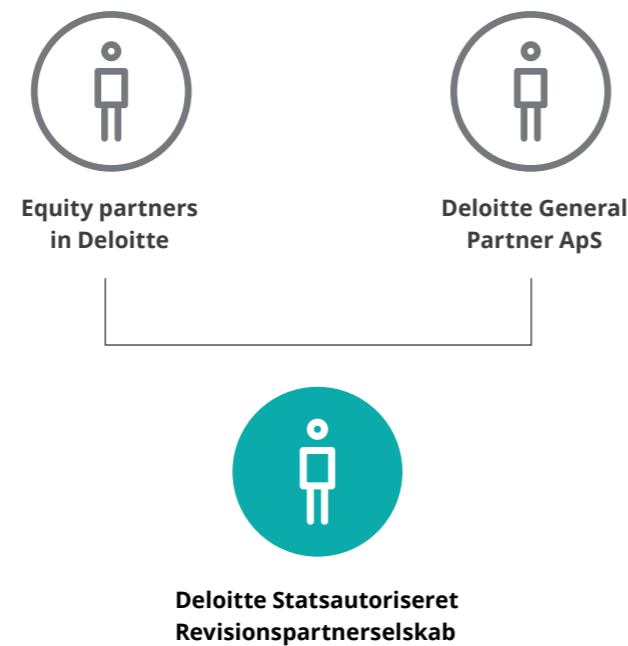 Equity partners
in Deloitte
Deloitte General
Partner ApS
Deloitte Statsautoriseret
Revisionspartnerselskab